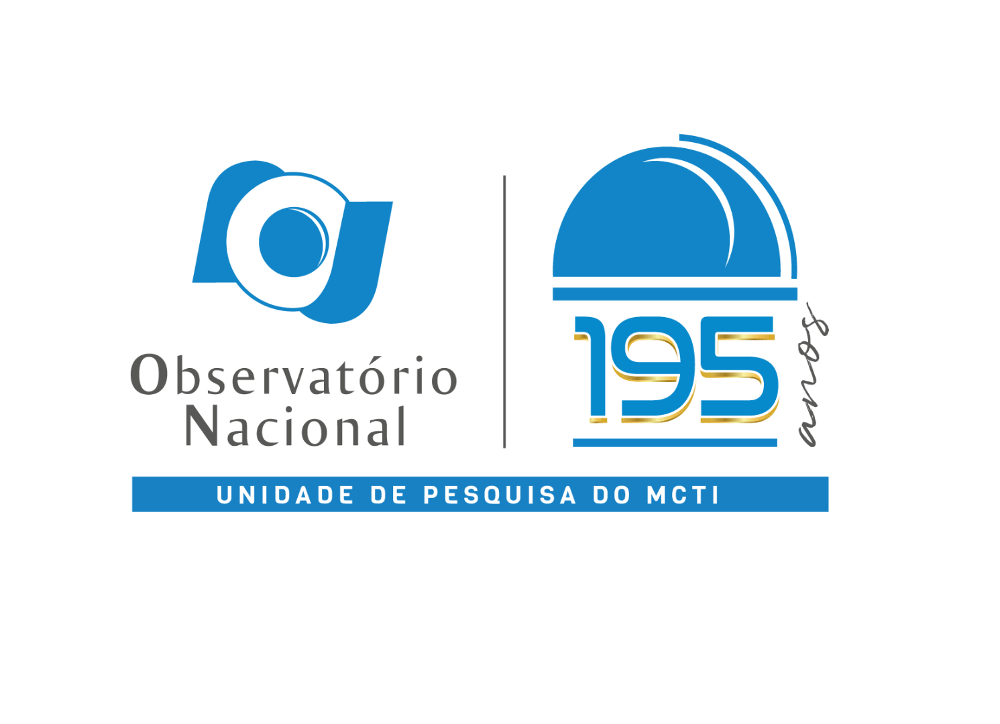 Observatório
Nacional
195
anos
UNIDADE DE PESQUISA DO MCTI